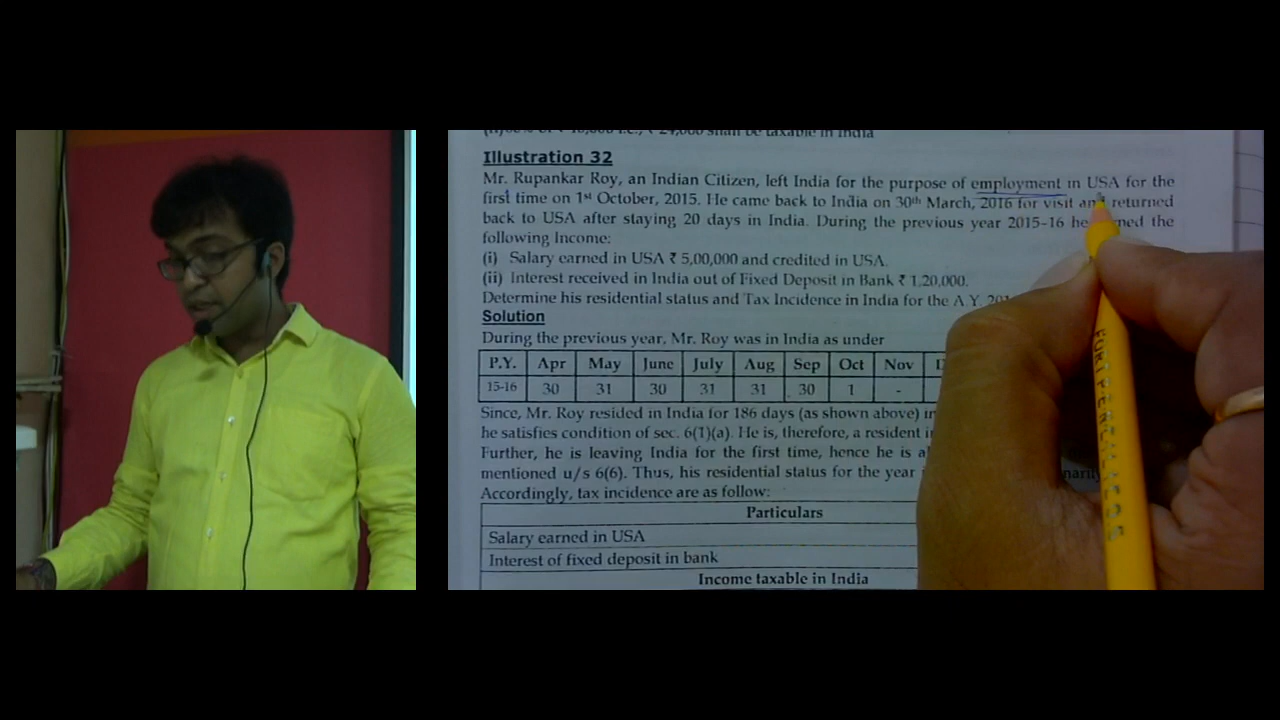 shall be taxable in India
Illustration 32
Mr. Rupankar Roy, an Indian Citizen, left India for the purpose of employment in USA for the
first time on 1st October, 2015. He came back to India on 30th March, 2016 for visit and returned
back to USA after staying 20 days in India. During the previous year 2015-16 he the
following Income:
(i) Salary earned in USA ₹ 5,00,000 and credited in USA.
(ii) Interest received in India out of Fixed Deposit in Bank ₹ 1,20,000.
Determine his residential status and Tax Incidence in India for the A.Y.
Solution
During the previous year, Mr. Roy was in India as under
P.Y. Apr May June July Aug Sep Oct Nov
15-16 30 31 30 31 31 30 1 -
Since, Mr. Roy resided in India for 186 days (as shown above)
he satisfies condition of sec. 6(1)(a). He is, therefore, a resident
Further, he is leaving India for the first time, hence he is
mentioned u/s 6(6). Thus, his residential status for the year
Accordingly, tax incidence are as follow:
Particulars
Salary earned in USA
Interest of fixed deposit in bank
Income taxable in India